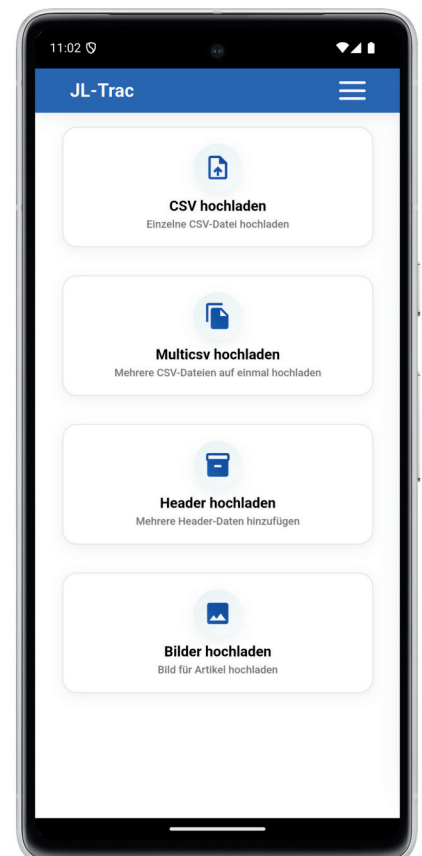 11:02
JL-Trac
CSV hochladen
Einzelne CSV-Datei hochladen
Multicsv hochladen
Mehrere CSV-Dateien auf einmal hochladen
Header hochladen
Mehrere Header-Daten hinzufügen
Bilder hochladen
Bild für Artikel hochladen